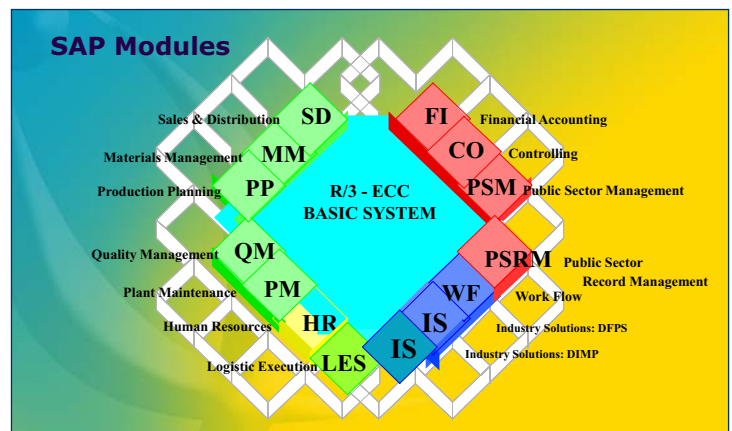 SAP Modules
SD
Sales & Distribution
MM
Materials Management
PP
Production Planning
QM
Quality Management
PM
Plant Maintenance
HR
Human Resources
LES
Logistic Execution
R/3 - ECC
BASIC SYSTEM
FI
Financial Accounting
CO
Controlling
PSM
Public Sector Management
PSRM
Public Sector
Record Management
WF
Work Flow
IS
Industry Solutions: DFPS
IS
Industry Solutions: DIMP